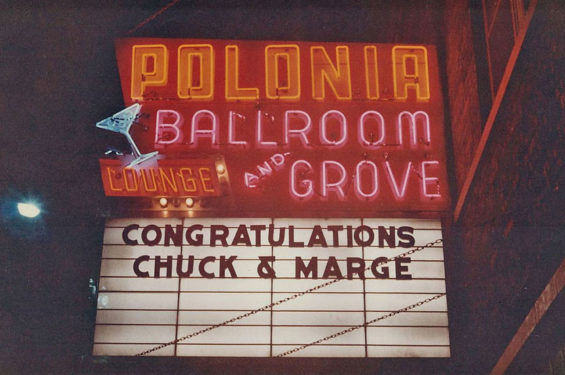 POLONIA
BALLROOM
LOUNGE AND GROVE
CONGRATULATIONS
CHUCK & MARGE